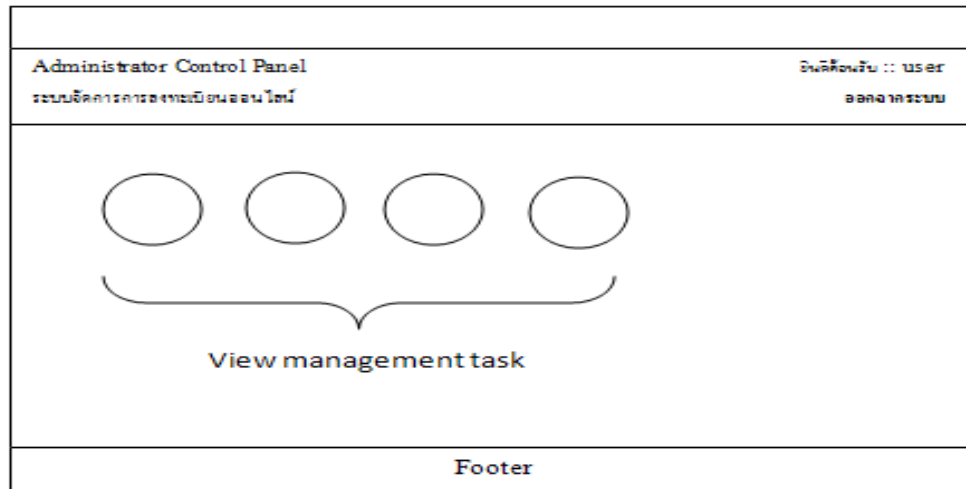 Administrator Control Panel
ยินดีต้อนรับ :: user
ระบบจัดการการลงทะเบียนออนไลน์
ออกจากระบบ
View management task
Footer